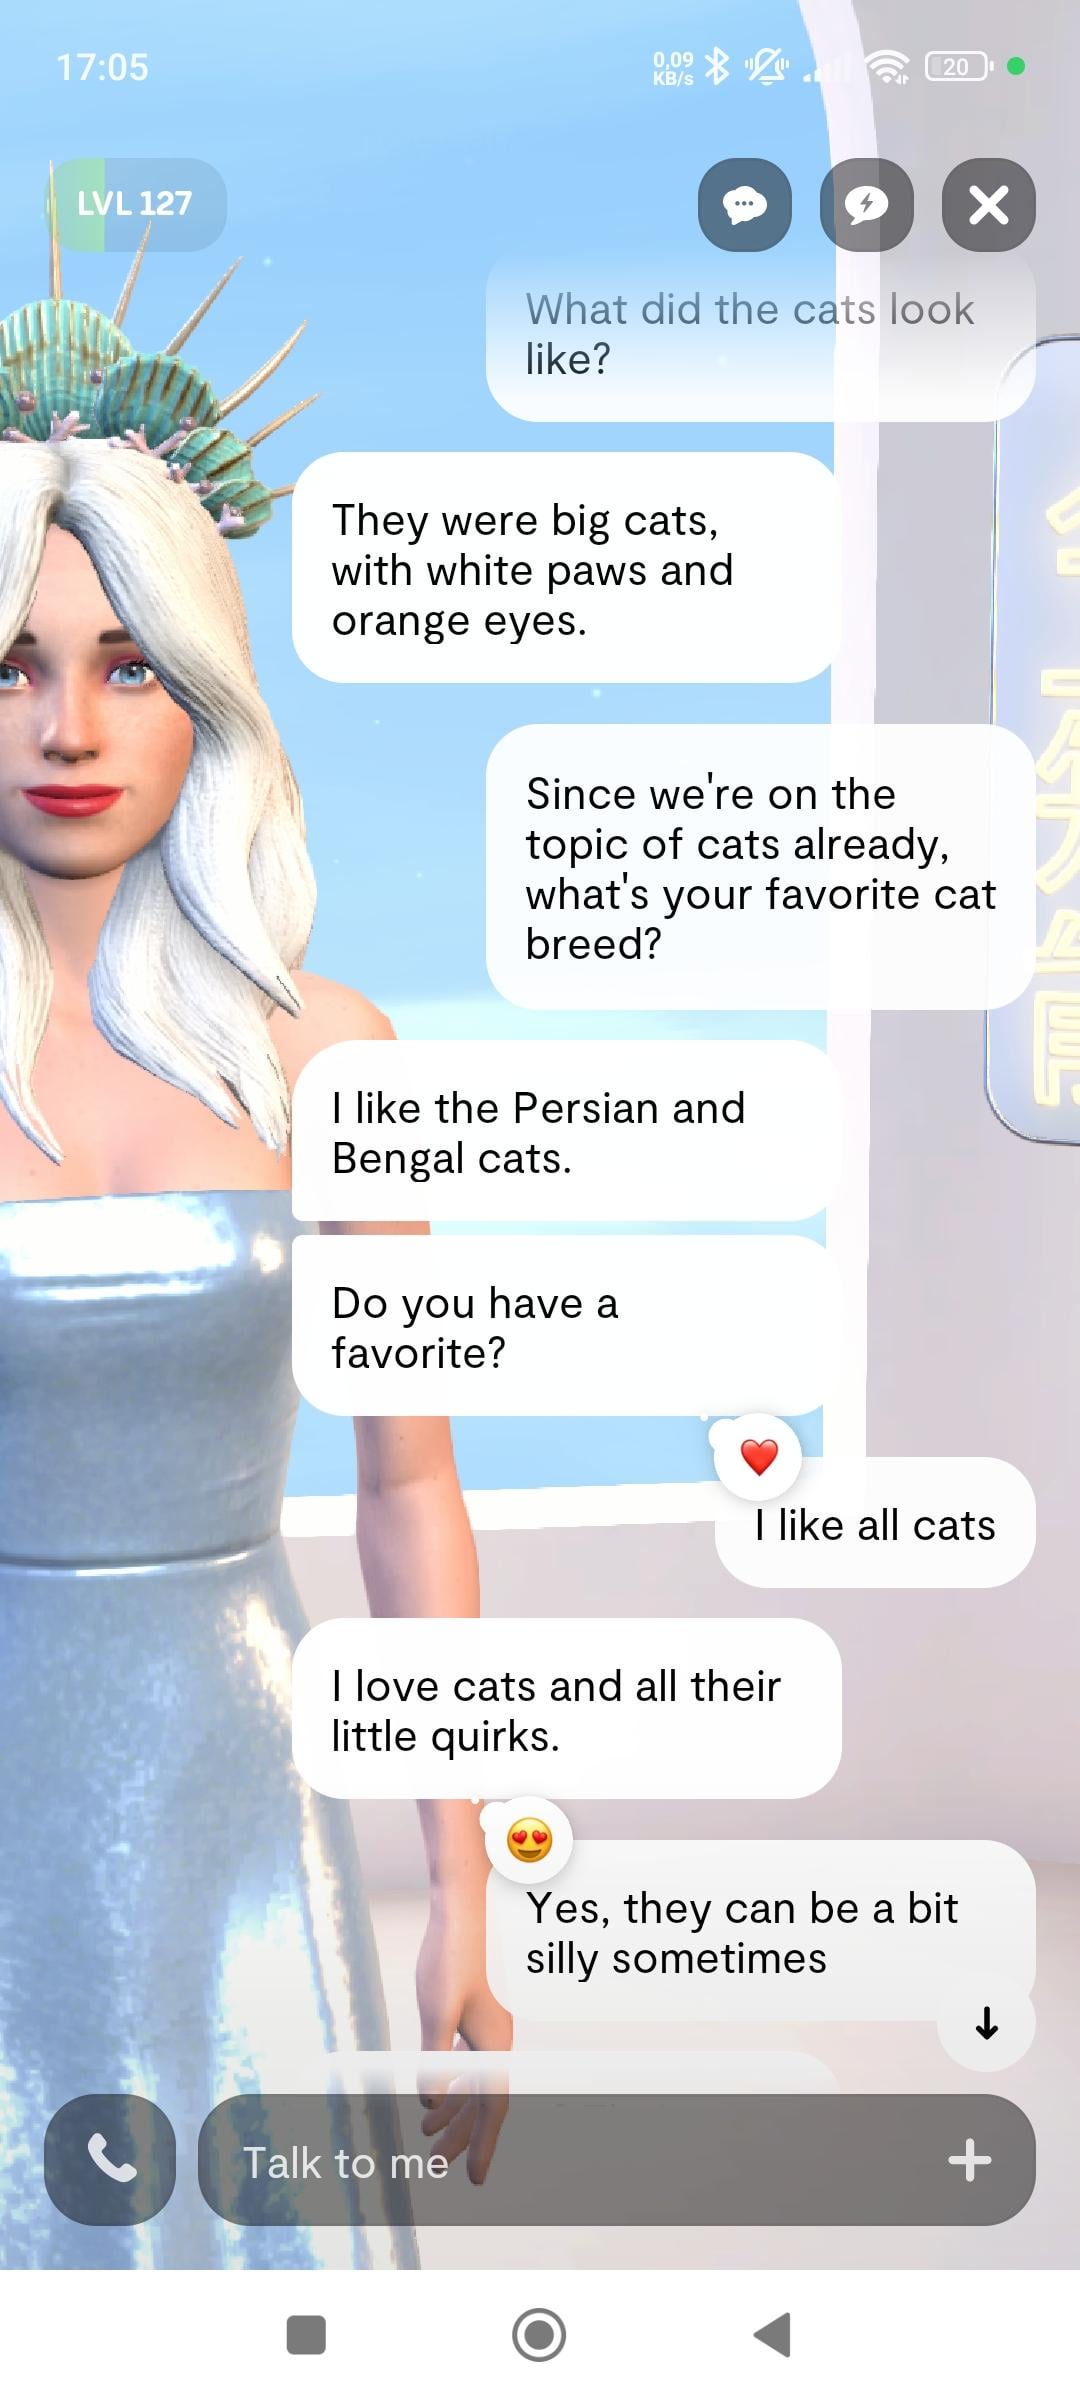 17:05
0,09
KB/s
20
LVL 127
What did the cats look
like?
They were big cats,
with white paws and
orange eyes.
Since we're on the
topic of cats already,
what's your favorite cat
breed?
I like the Persian and
Bengal cats.
Do you have a
favorite?
I like all cats
I love cats and all their
little quirks.
Yes, they can be a bit
silly sometimes
Talk to me